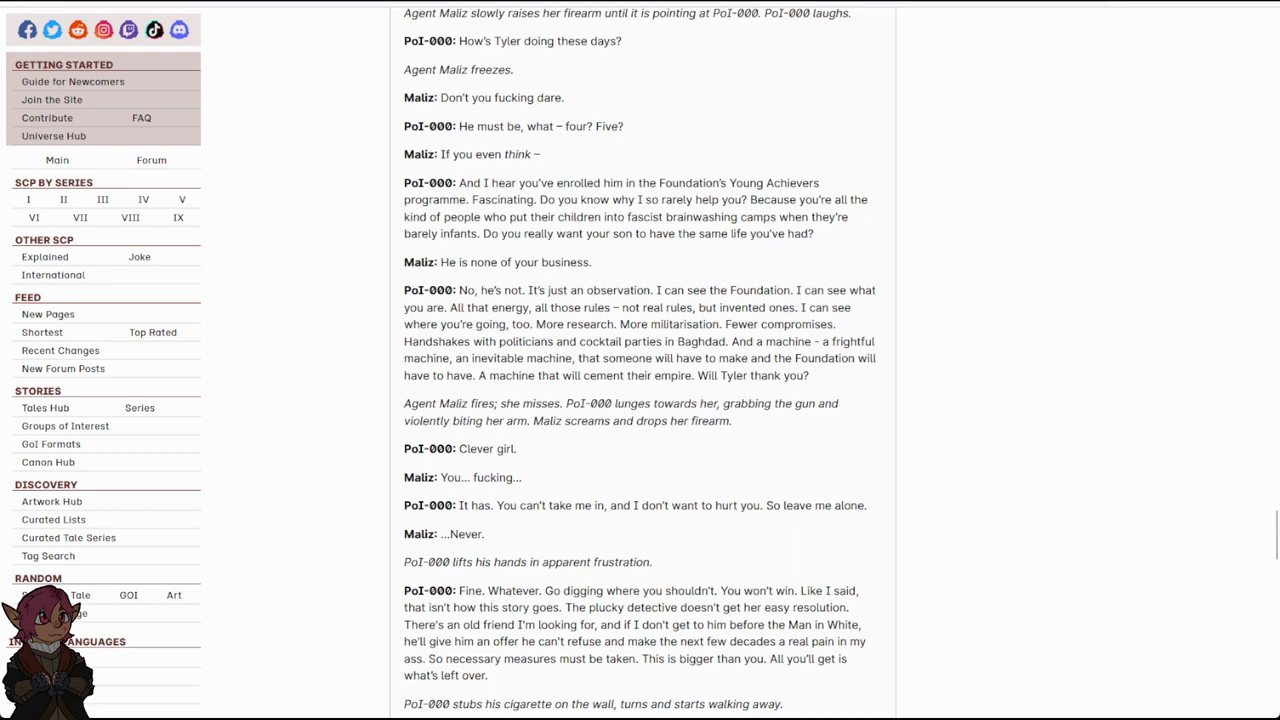 GETTING STARTED
Guide for Newcomers
Join the Site
Contribute FAQ
Universe Hub
Main Forum
SCP BY SERIES
I II III IV V
VI VII VIII IX
OTHER SCP
Explained Joke
International
FEED
New Pages
Shortest Top Rated
Recent Changes
New Forum Posts
STORIES
Tales Hub Series
Groups of Interest
GoI Formats
Canon Hub
DISCOVERY
Artwork Hub
Curated Lists
Curated Tale Series
Tag Search
RANDOM
Tale GOI Art
Agent Maliz slowly raises her firearm until it is pointing at PoI-000. PoI-000 laughs.
PoI-000: How's Tyler doing these days?
Agent Maliz freezes.
Maliz: Don't you fucking dare.
PoI-000: He must be, what – four? Five?
Maliz: If you even think –
PoI-000: And I hear you've enrolled him in the Foundation's Young Achievers
programme. Fascinating. Do you know why I so rarely help you? Because you're all the
kind of people who put their children into fascist brainwashing camps when they're
barely infants. Do you really want your son to have the same life you've had?
Maliz: He is none of your business.
PoI-000: No, he's not. It's just an observation. I can see the Foundation. I can see what
you are. All that energy, all those rules – not real rules, but invented ones. I can see
where you're going, too. More research. More militarisation. Fewer compromises.
Handshakes with politicians and cocktail parties in Baghdad. And a machine - a frightful
machine, an inevitable machine, that someone will have to make and the Foundation will
have to have. A machine that will cement their empire. Will Tyler thank you?
Agent Maliz fires; she misses. PoI-000 lunges towards her, grabbing the gun and
violently biting her arm. Maliz screams and drops her firearm.
PoI-000: Clever girl.
Maliz: You... fucking...
PoI-000: It has. You can't take me in, and I don't want to hurt you. So leave me alone.
Maliz: ...Never.
PoI-000 lifts his hands in apparent frustration.
PoI-000: Fine. Whatever. Go digging where you shouldn't. You won't win. Like I said,
that isn't how this story goes. The plucky detective doesn't get her easy resolution.
There's an old friend I'm looking for, and if I don't get to him before the Man in White,
he'll give him an offer he can't refuse and make the next few decades a real pain in my
ass. So necessary measures must be taken. This is bigger than you. All you'll get is
what's left over.
PoI-000 stubs his cigarette on the wall, turns and starts walking away.